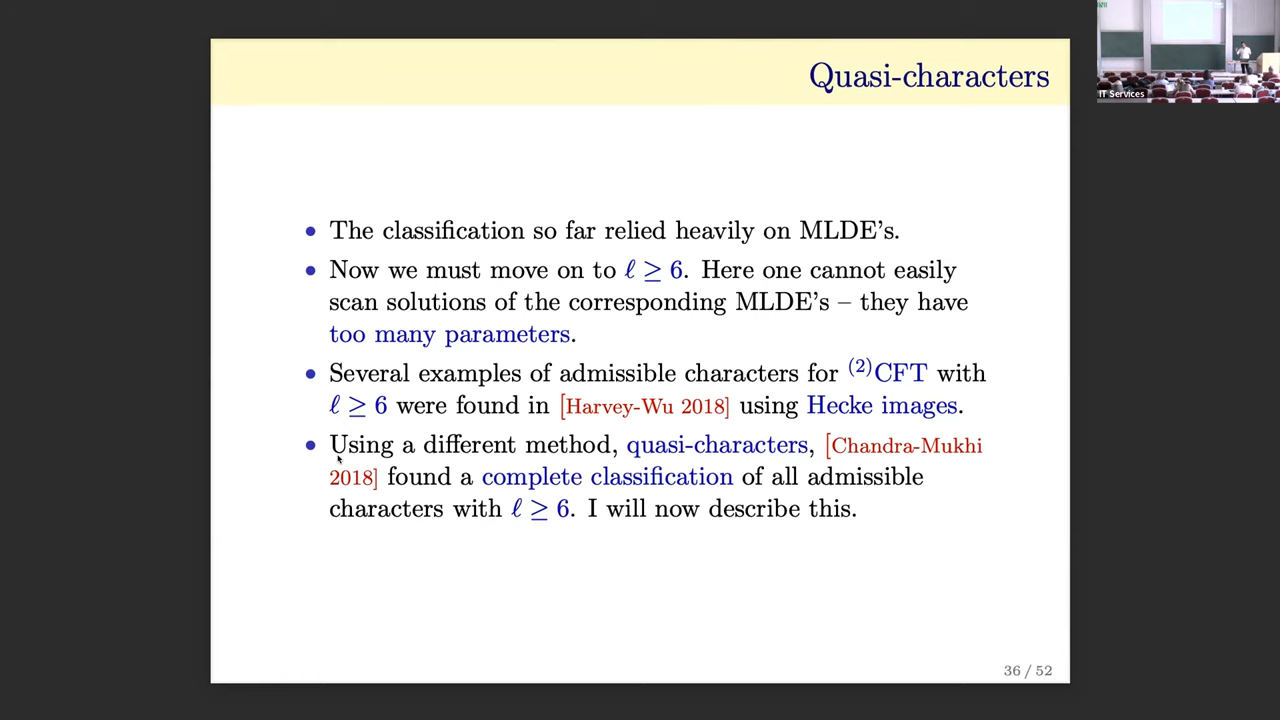 Quasi-characters
• The classification so far relied heavily on MLDE's.
• Now we must move on to ℓ ≥ 6. Here one cannot easily
scan solutions of the corresponding MLDE's – they have
too many parameters.
• Several examples of admissible characters for ⁽²⁾CFT with
ℓ ≥ 6 were found in [Harvey-Wu 2018] using Hecke images.
• Using a different method, quasi-characters, [Chandra-Mukhi
2018] found a complete classification of all admissible
characters with ℓ ≥ 6. I will now describe this.
36 / 52
IT Services